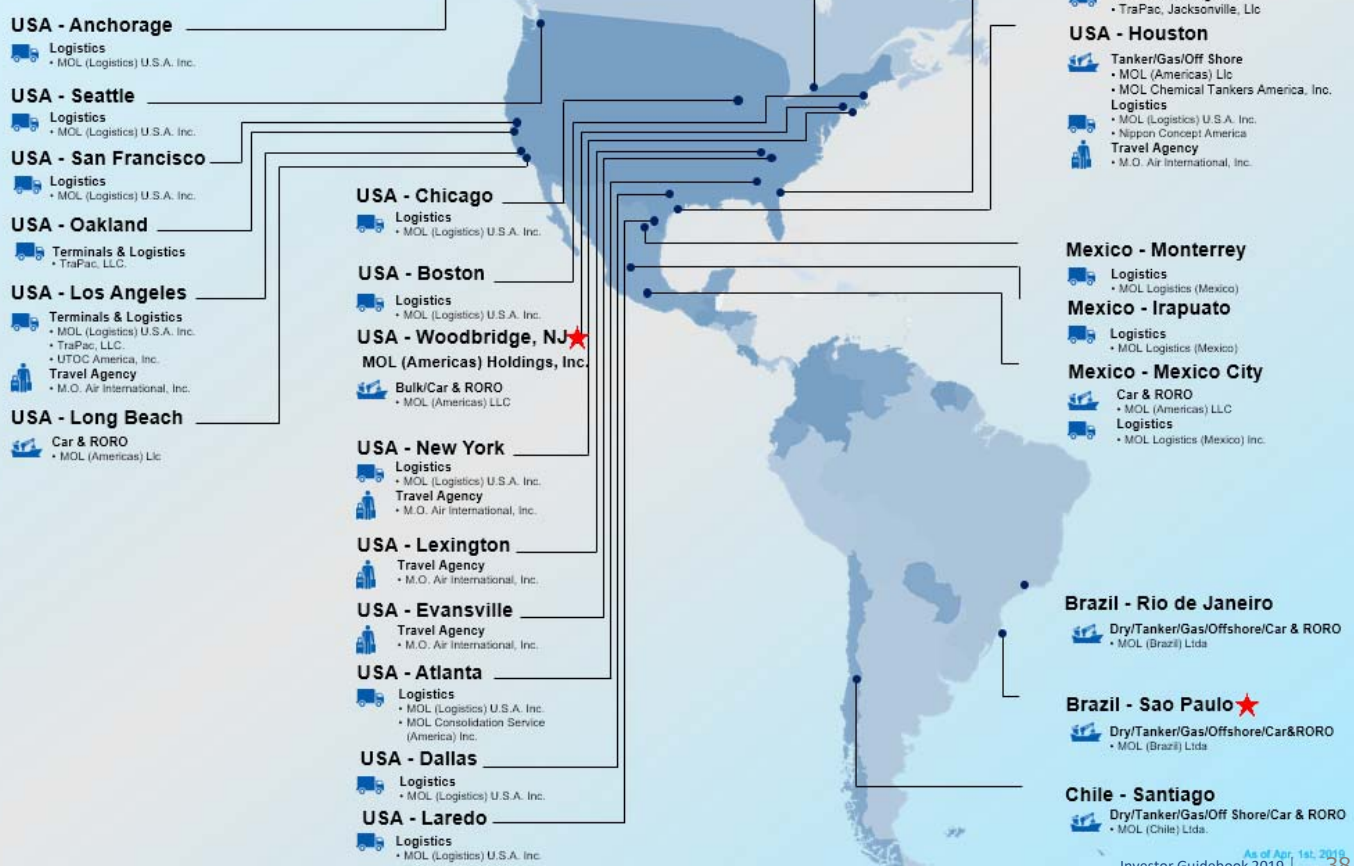 USA - Anchorage
Logistics
• MOL (Logistics) U.S.A. Inc.
USA - Seattle
Logistics
• MOL (Logistics) U.S.A. Inc.
USA - San Francisco
Logistics
• MOL (Logistics) U.S.A. Inc.
USA - Oakland
Terminals & Logistics
• TraPac, LLC.
USA - Los Angeles
Terminals & Logistics
• MOL (Logistics) U.S.A. Inc.
• TraPac, LLC.
• UTOC America, Inc.
Travel Agency
• M.O. Air International, Inc.
USA - Long Beach
Car & RORO
• MOL (Americas) Llc
USA - Chicago
Logistics
• MOL (Logistics) U.S.A. Inc.
USA - Boston
Logistics
• MOL (Logistics) U.S.A. Inc.
USA - Woodbridge, NJ
MOL (Americas) Holdings, Inc.
Bulk/Car & RORO
• MOL (Americas) LLC
USA - New York
Logistics
• MOL (Logistics) U.S.A. Inc.
Travel Agency
• M.O. Air International, Inc.
USA - Lexington
Travel Agency
• M.O. Air International, Inc.
USA - Evansville
Travel Agency
• M.O. Air International, Inc.
USA - Atlanta
Logistics
• MOL (Logistics) U.S.A. Inc.
• MOL Consolidation Service
(America) Inc.
USA - Dallas
Logistics
• MOL (Logistics) U.S.A. Inc.
USA - Laredo
Logistics
• MOL (Logistics) U.S.A. Inc.
• TraPac, Jacksonville, Llc
USA - Houston
Tanker/Gas/Off Shore
• MOL (Americas) Llc
• MOL Chemical Tankers America, Inc.
Logistics
• MOL (Logistics) U.S.A. Inc.
• Nippon Concept America
Travel Agency
• M.O. Air International, Inc.
Mexico - Monterrey
Logistics
• MOL Logistics (Mexico)
Mexico - Irapuato
Logistics
• MOL Logistics (Mexico)
Mexico - Mexico City
Car & RORO
• MOL (Americas) LLC
Logistics
• MOL Logistics (Mexico) Inc.
Brazil - Rio de Janeiro
Dry/Tanker/Gas/Offshore/Car & RORO
• MOL (Brazil) Ltda
Brazil - Sao Paulo
Dry/Tanker/Gas/Offshore/Car&RORO
• MOL (Brazil) Ltda
Chile - Santiago
Dry/Tanker/Gas/Off Shore/Car & RORO
• MOL (Chile) Ltda.
As of Apr, 1st, 2019
Investor Guidebook 2019 | 38